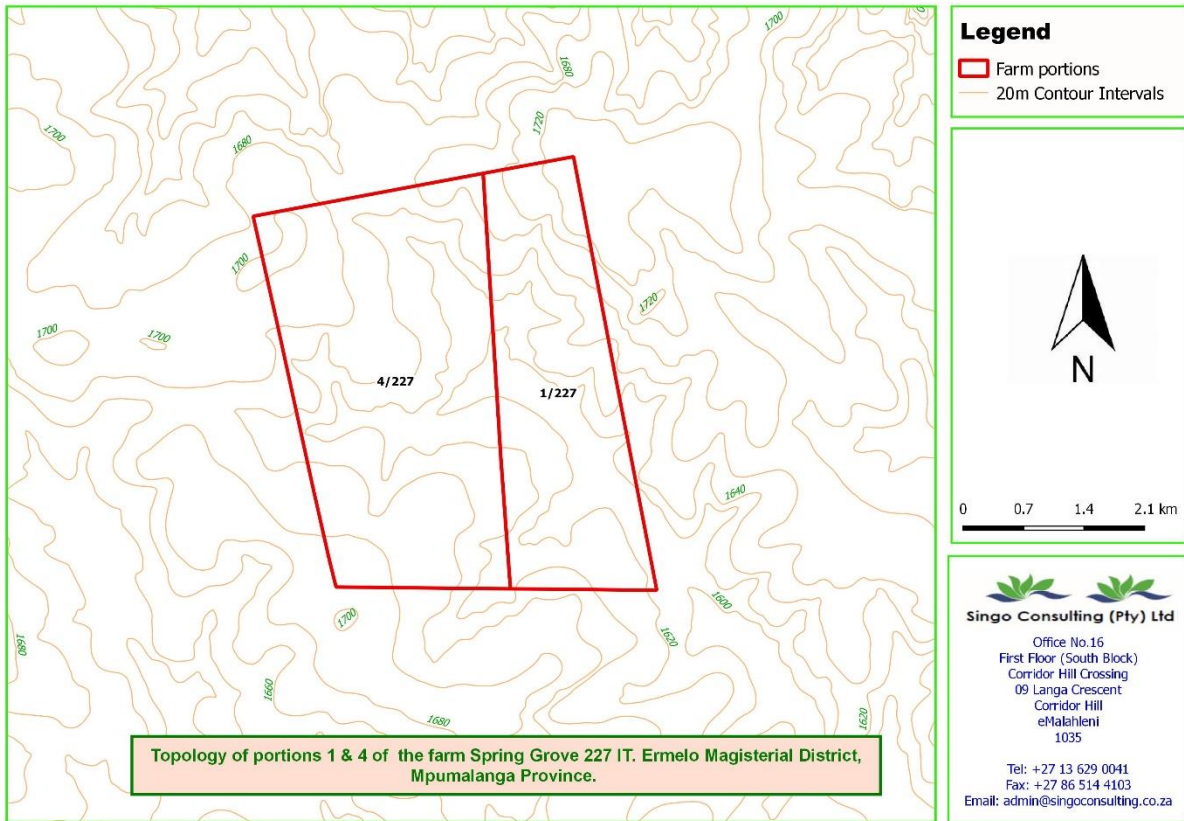 1700
1680
1720
1700
1680
1700
1720
1700
1700
4/227
1/227
1640
1700
1600
1620
1680
1660
1680
1620
Topology of portions 1 & 4 of the farm Spring Grove 227 IT. Ermelo Magisterial District,
Mpumalanga Province.
Legend
Farm portions
20m Contour Intervals
N
0 0.7 1.4 2.1 km
Singo Consulting (Pty) Ltd
Office No.16
First Floor (South Block)
Corridor Hill Crossing
09 Langa Crescent
Corridor Hill
eMalahleni
1035
Tel: +27 13 629 0041
Fax: +27 86 514 4103
Email: admin@singoconsulting.co.za